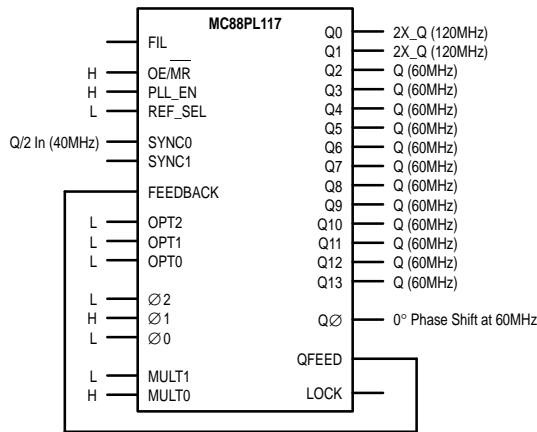 MC88PL117
FIL
H OE/MR
H PLL_EN
L REF_SEL
Q/2 In (40MHz) SYNC0
SYNC1
FEEDBACK
L OPT2
L OPT1
L OPT0
L ∅2
H ∅1
L ∅0
L MULT1
H MULT0
Q0 2X_Q (120MHz)
Q1 2X_Q (120MHz)
Q2 Q (60MHz)
Q3 Q (60MHz)
Q4 Q (60MHz)
Q5 Q (60MHz)
Q6 Q (60MHz)
Q7 Q (60MHz)
Q8 Q (60MHz)
Q9 Q (60MHz)
Q10 Q (60MHz)
Q11 Q (60MHz)
Q12 Q (60MHz)
Q13 Q (60MHz)
Q∅ 0° Phase Shift at 60MHz
QFEED
LOCK